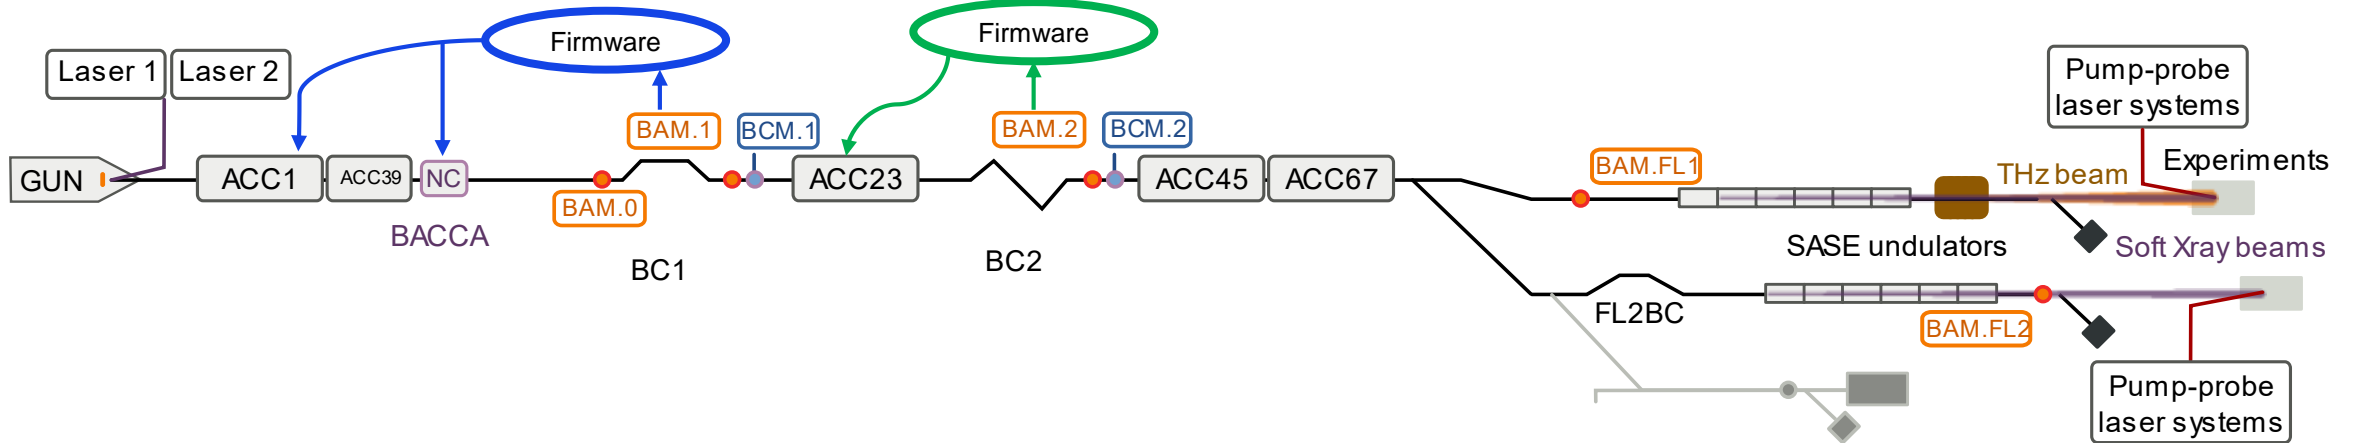 Laser 1
Laser 2
Firmware
Firmware
GUN
ACC1
ACC39
NC
BACCA
BAM.0
BAM.1
BCM.1
BC1
ACC23
BAM.2
BCM.2
BC2
ACC45
ACC67
BAM.FL1
SASE undulators
THz beam
Pump-probe
laser systems
Experiments
Soft Xray beams
FL2BC
BAM.FL2
Pump-probe
laser systems